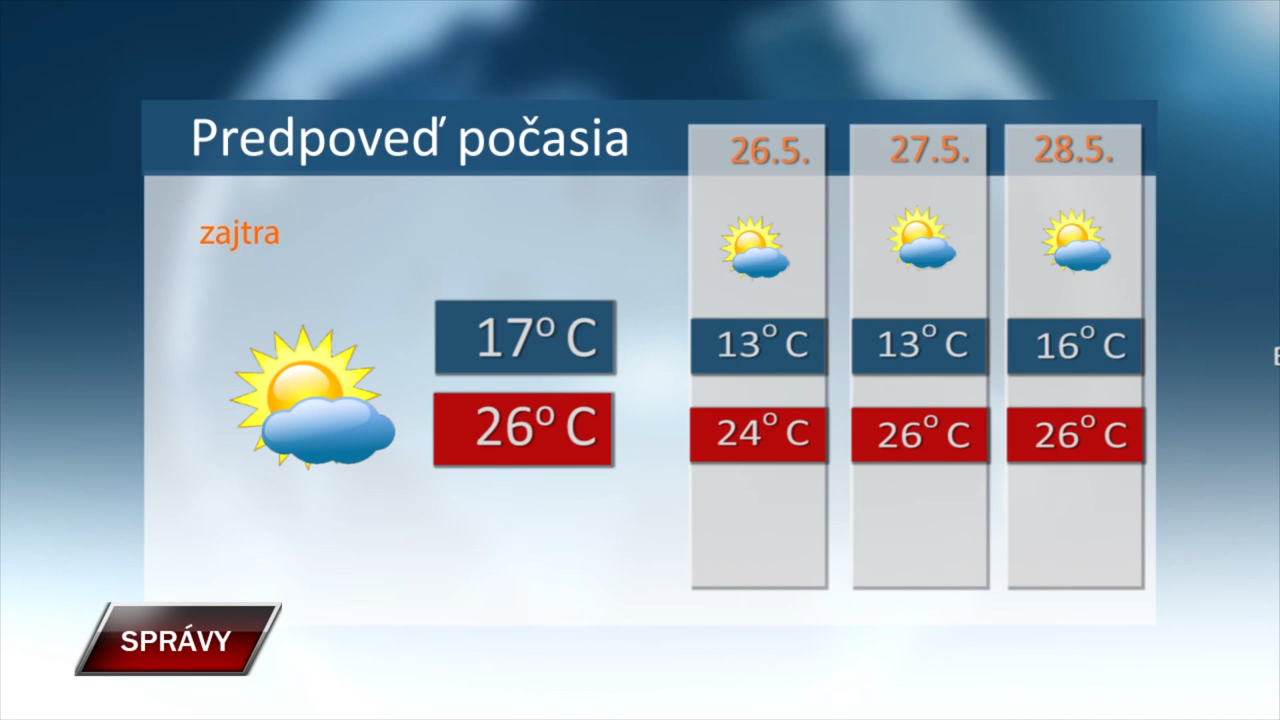 Predpoveď počasia
zajtra
17° C
26° C
26.5.
13° C
24° C
27.5.
13° C
26° C
28.5.
16° C
26° C
SPRÁVY